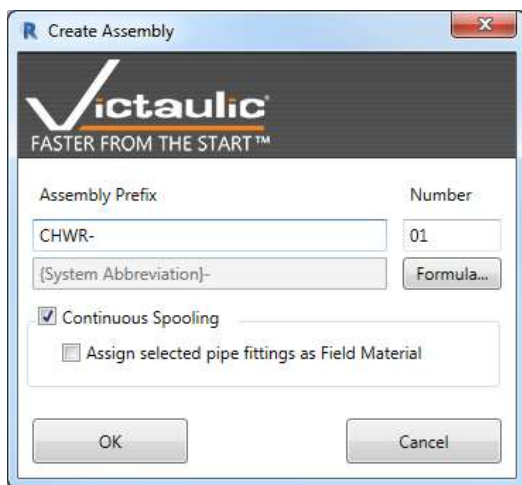 Create Assembly
Victaulic®
FASTER FROM THE START™
Assembly Prefix Number
CHWR- 01
{System Abbreviation}- Formula...
Continuous Spooling
Assign selected pipe fittings as Field Material
OK Cancel